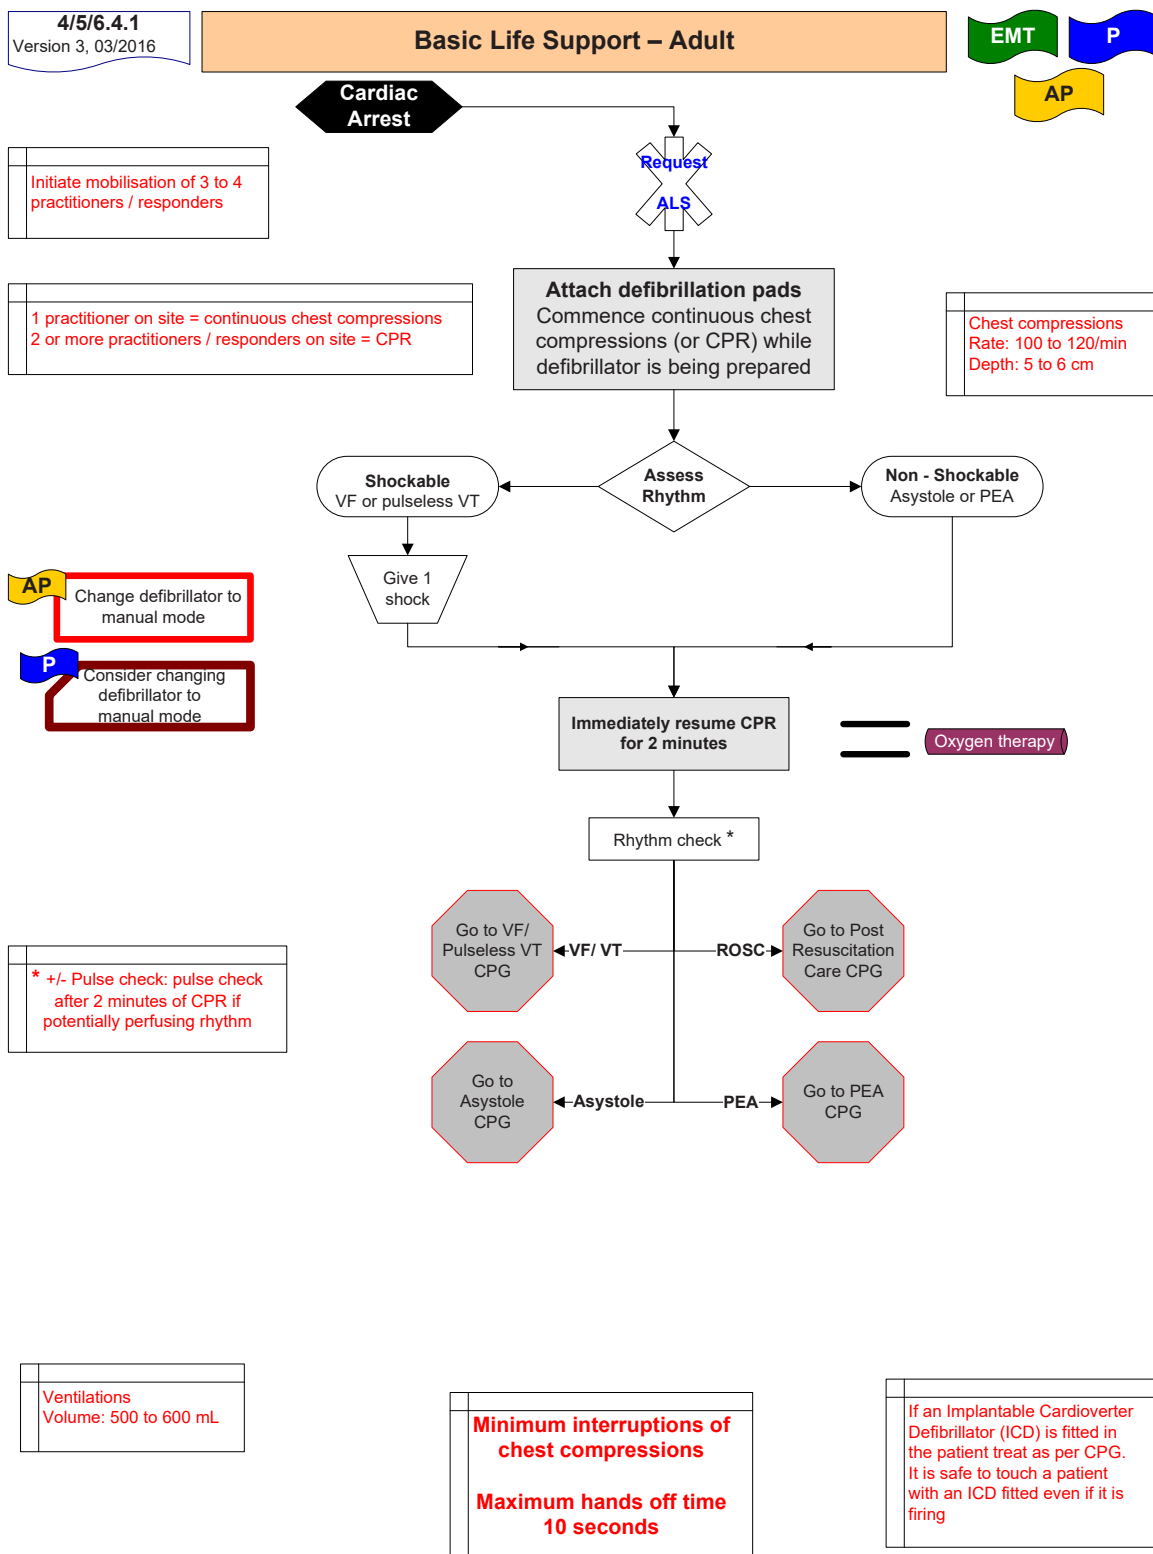 4/5/6.4.1
Version 3, 03/2016
Basic Life Support – Adult
EMT
P
AP
Cardiac
Arrest
Request
ALS
Initiate mobilisation of 3 to 4
practitioners / responders
1 practitioner on site = continuous chest compressions
2 or more practitioners / responders on site = CPR
Attach defibrillation pads
Commence continuous chest
compressions (or CPR) while
defibrillator is being prepared
Chest compressions
Rate: 100 to 120/min
Depth: 5 to 6 cm
Assess
Rhythm
Shockable
VF or pulseless VT
Non - Shockable
Asystole or PEA
Give 1
shock
AP
Change defibrillator to
manual mode
P
Consider changing
defibrillator to
manual mode
Immediately resume CPR
for 2 minutes
Oxygen therapy
Rhythm check *
Go to VF/
Pulseless VT
CPG
VF/ VT
ROSC
Go to Post
Resuscitation
Care CPG
* +/- Pulse check: pulse check
after 2 minutes of CPR if
potentially perfusing rhythm
Go to
Asystole
CPG
Asystole
PEA
Go to PEA
CPG
Ventilations
Volume: 500 to 600 mL
Minimum interruptions of
chest compressions
Maximum hands off time
10 seconds
If an Implantable Cardioverter
Defibrillator (ICD) is fitted in
the patient treat as per CPG.
It is safe to touch a patient
with an ICD fitted even if it is
firing